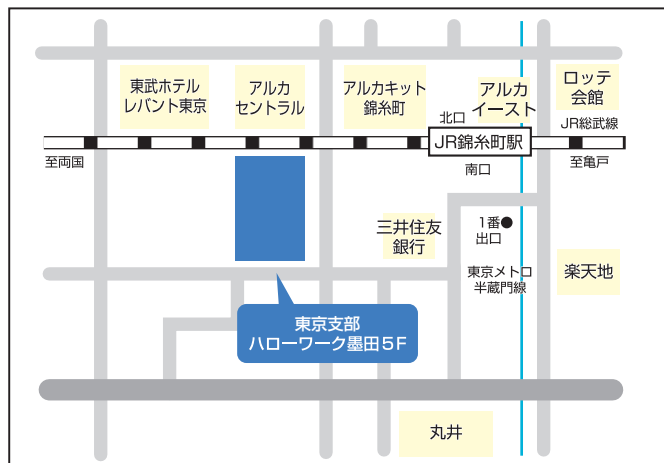 東武ホテル
レバント東京
アルカ
セントラル
アルカキット
錦糸町
アルカ
イースト
ロッテ
会館
北口
JR総武線
JR錦糸町駅
至両国
南口
至亀戸
三井住友
銀行
1番
出口
東京メトロ
半蔵門線
楽天地
東京支部
ハローワーク墨田5F
丸井